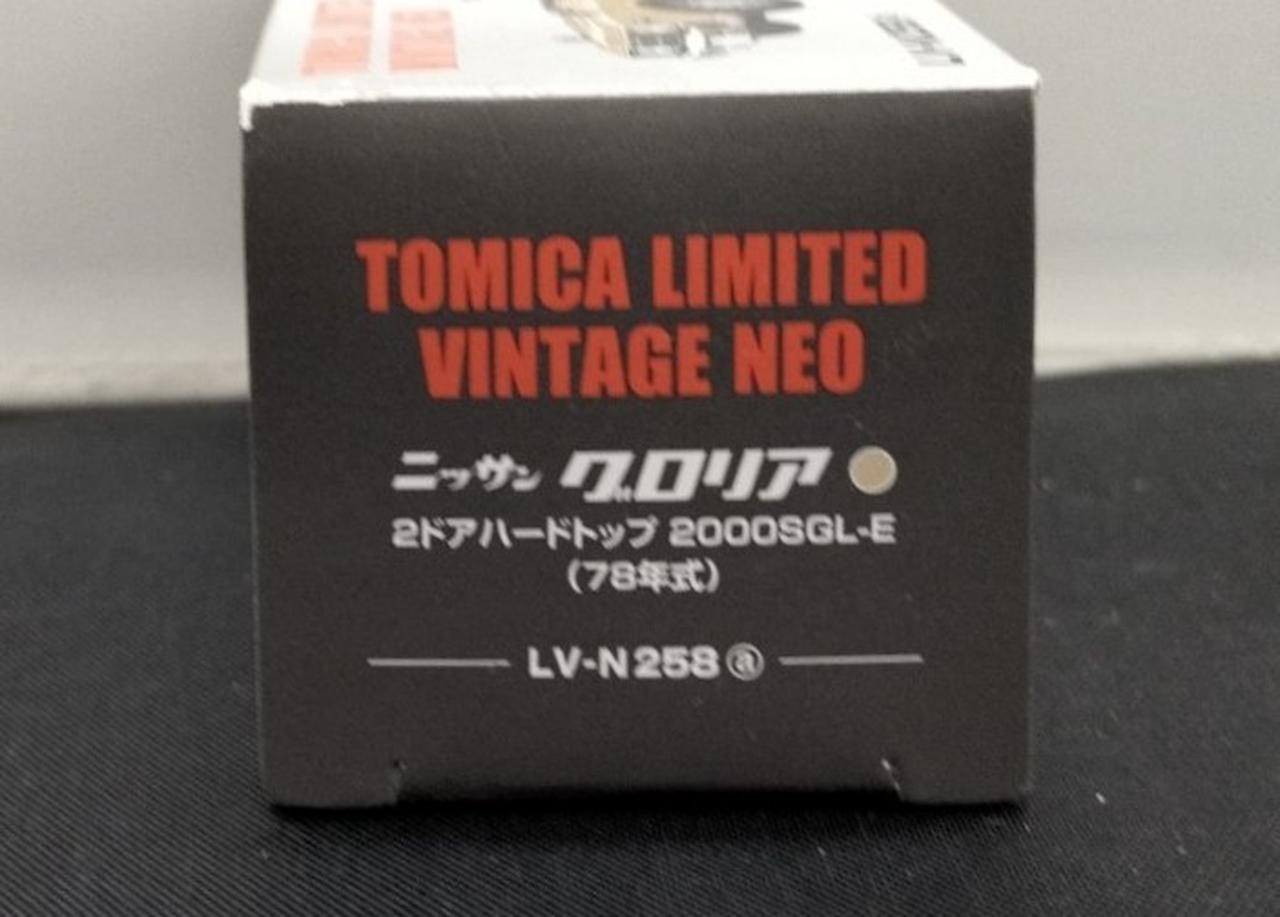 TOMICA LIMITED
VINTAGE NEO
ニッサン グロリア
2ドアハードトップ 2000SGL-E
(78年式)
LV-N258ⓐ